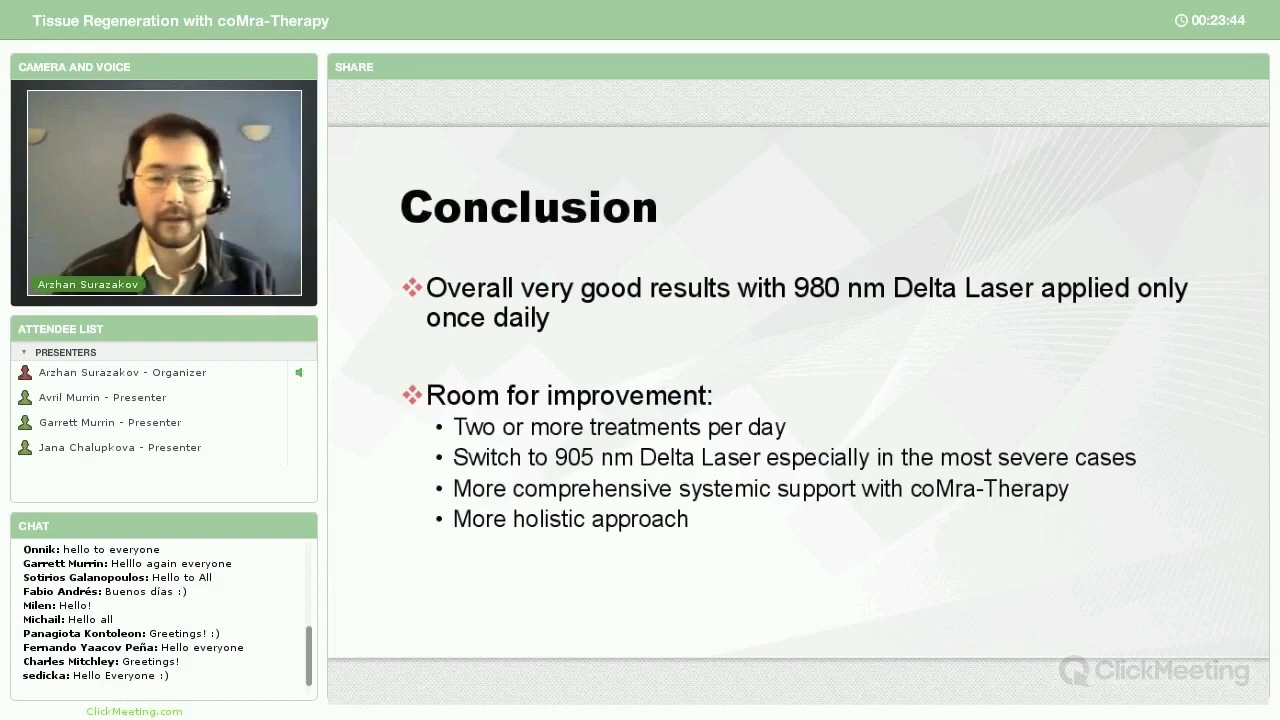 Tissue Regeneration with coMra-Therapy
00:23:44
CAMERA AND VOICE
Arzhan Surazakov
ATTENDEE LIST
PRESENTERS
Arzhan Surazakov - Organizer
Avril Murrin - Presenter
Garrett Murrin - Presenter
Jana Chalupkova - Presenter
CHAT
Onnik: hello to everyone
Garrett Murrin: Helllo again everyone
Sotirios Galanopoulos: Hello to All
Fabio Andrés: Buenos días :)
Milen: Hello!
Michail: Hello all
Panagiota Kontoleon: Greetings! :)
Fernando Yaacov Peña: Hello everyone
Charles Mitchley: Greetings!
sedicka: Hello Everyone :)
ClickMeeting.com
SHARE
Conclusion
Overall very good results with 980 nm Delta Laser applied only
once daily
Room for improvement:
• Two or more treatments per day
• Switch to 905 nm Delta Laser especially in the most severe cases
• More comprehensive systemic support with coMra-Therapy
• More holistic approach
ClickMeeting